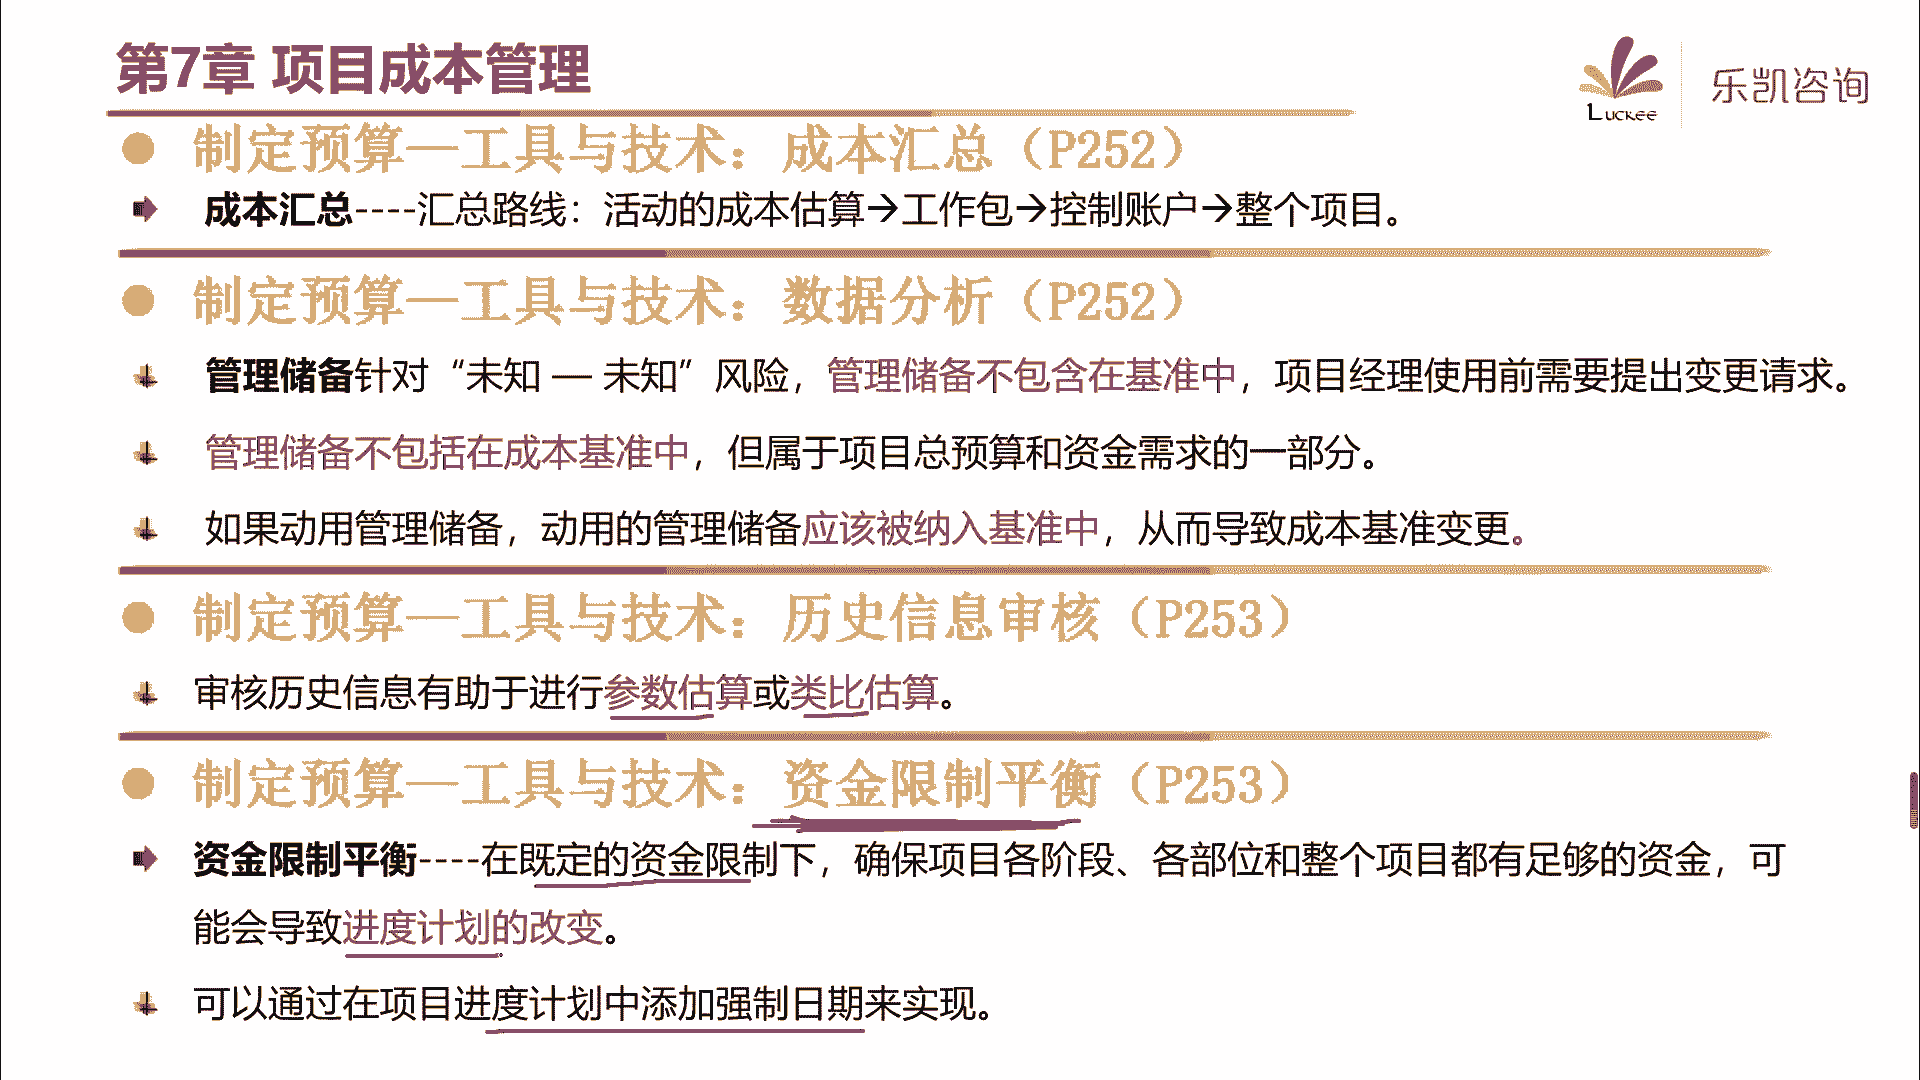 第7章 项目成本管理
Luckee
乐凯咨询
制定预算—工具与技术：成本汇总（P252）
成本汇总----汇总路线：活动的成本估算→工作包→控制账户→整个项目。
制定预算—工具与技术：数据分析（P252）
管理储备针对“未知 — 未知”风险，管理储备不包含在基准中，项目经理使用前需要提出变更请求。
管理储备不包括在成本基准中，但属于项目总预算和资金需求的一部分。
如果动用管理储备，动用的管理储备应该被纳入基准中，从而导致成本基准变更。
制定预算—工具与技术：历史信息审核（P253）
审核历史信息有助于进行参数估算或类比估算。
制定预算—工具与技术：资金限制平衡（P253）
资金限制平衡----在既定的资金限制下，确保项目各阶段、各部位和整个项目都有足够的资金，可
能会导致进度计划的改变。
可以通过在项目进度计划中添加强制日期来实现。